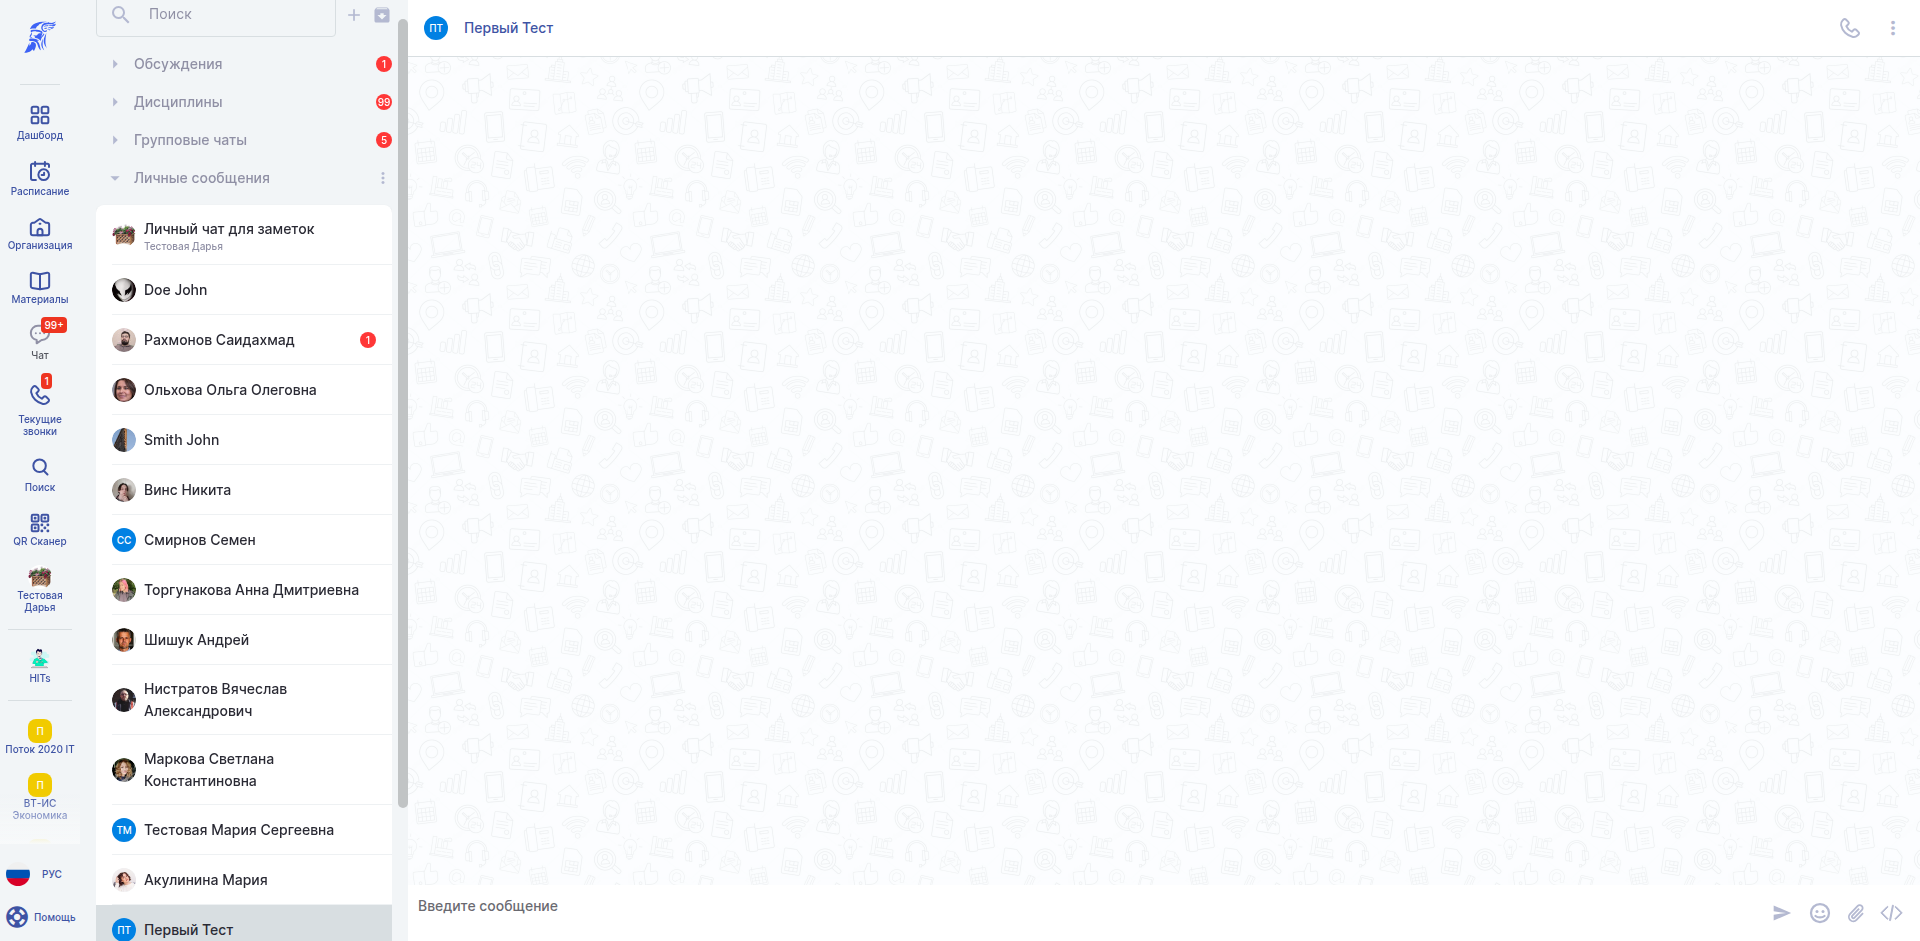 Поиск
Обсуждения
1
Дисциплины
99
Групповые чаты
5
Личные сообщения
Личный чат для заметок
Тестовая Дарья
Doe John
Рахмонов Саидахмад
1
Ольхова Ольга Олеговна
Smith John
Винс Никита
СС
Смирнов Семен
Торгунакова Анна Дмитриевна
Шишук Андрей
Нистратов Вячеслав
Александрович
Маркова Светлана
Константиновна
ТМ
Тестовая Мария Сергеевна
Акулинина Мария
ПТ
Первый Тест
Дашборд
Расписание
Организация
Материалы
99+
Чат
1
Текущие
звонки
Поиск
QR Сканер
Тестовая
Дарья
HITs
П
Поток 2020 IT
П
ВТ-ИС
Экономика
РУС
Помощь
ПТ
Первый Тест
Введите сообщение